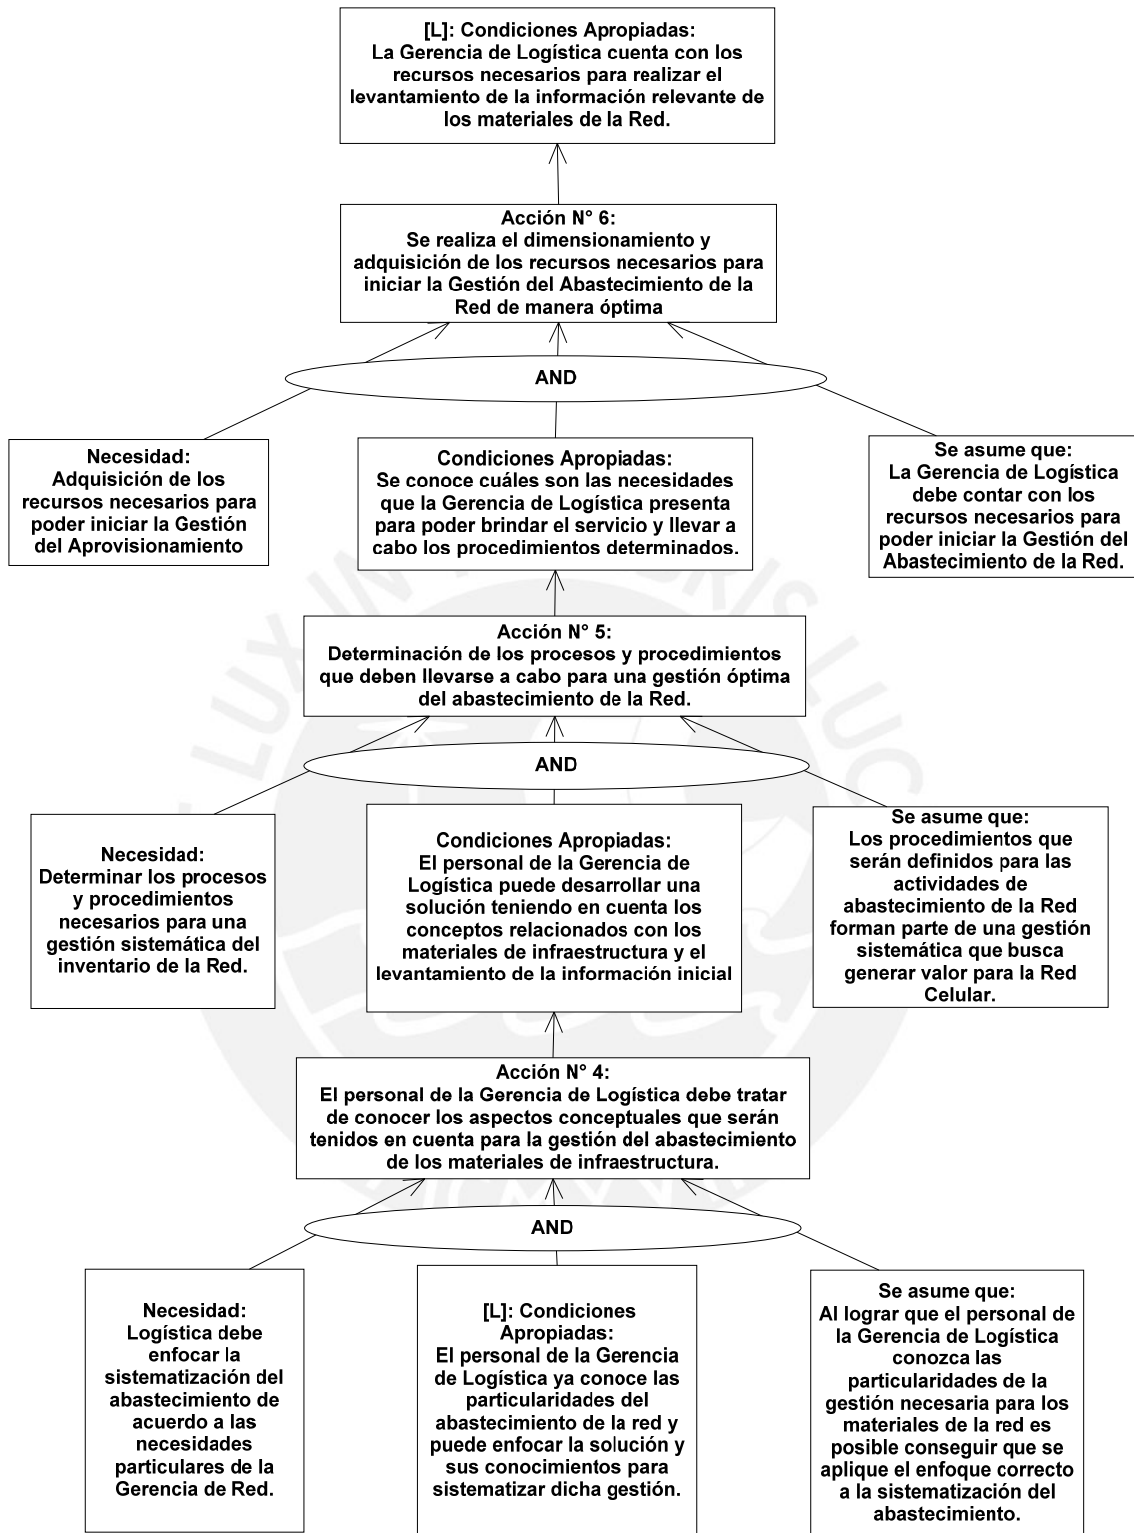 [L]: Condiciones Apropiadas:
La Gerencia de Logística cuenta con los
recursos necesarios para realizar el
levantamiento de la información relevante de
los materiales de la Red.
Acción N° 6:
Se realiza el dimensionamiento y
adquisición de los recursos necesarios para
iniciar la Gestión del Abastecimiento de la
Red de manera óptima
AND
Necesidad:
Adquisición de los
recursos necesarios para
poder iniciar la Gestión
del Aprovisionamiento
Condiciones Apropiadas:
Se conoce cuáles son las necesidades
que la Gerencia de Logística presenta
para poder brindar el servicio y llevar a
cabo los procedimientos determinados.
Se asume que:
La Gerencia de Logística
debe contar con los
recursos necesarios para
poder iniciar la Gestión del
Abastecimiento de la Red.
Acción N° 5:
Determinación de los procesos y procedimientos
que deben llevarse a cabo para una gestión óptima
del abastecimiento de la Red.
AND
Necesidad:
Determinar los procesos
y procedimientos
necesarios para una
gestión sistemática del
inventario de la Red.
Condiciones Apropiadas:
El personal de la Gerencia de
Logística puede desarrollar una
solución teniendo en cuenta los
conceptos relacionados con los
materiales de infraestructura y el
levantamiento de la información inicial
Se asume que:
Los procedimientos que
serán definidos para las
actividades de
abastecimiento de la Red
forman parte de una gestión
sistemática que busca
generar valor para la Red
Celular.
Acción N° 4:
El personal de la Gerencia de Logística debe tratar
de conocer los aspectos conceptuales que serán
tenidos en cuenta para la gestión del abastecimiento
de los materiales de infraestructura.
AND
Necesidad:
Logística debe
enfocar la
sistematización del
abastecimiento de
acuerdo a las
necesidades
particulares de la
Gerencia de Red.
[L]: Condiciones
Apropiadas:
El personal de la Gerencia
de Logística ya conoce las
particularidades del
abastecimiento de la red y
puede enfocar la solución y
sus conocimientos para
sistematizar dicha gestión.
Se asume que:
Al lograr que el personal de
la Gerencia de Logística
conozca las
particularidades de la
gestión necesaria para los
materiales de la red es
posible conseguir que se
aplique el enfoque correcto
a la sistematización del
abastecimiento.